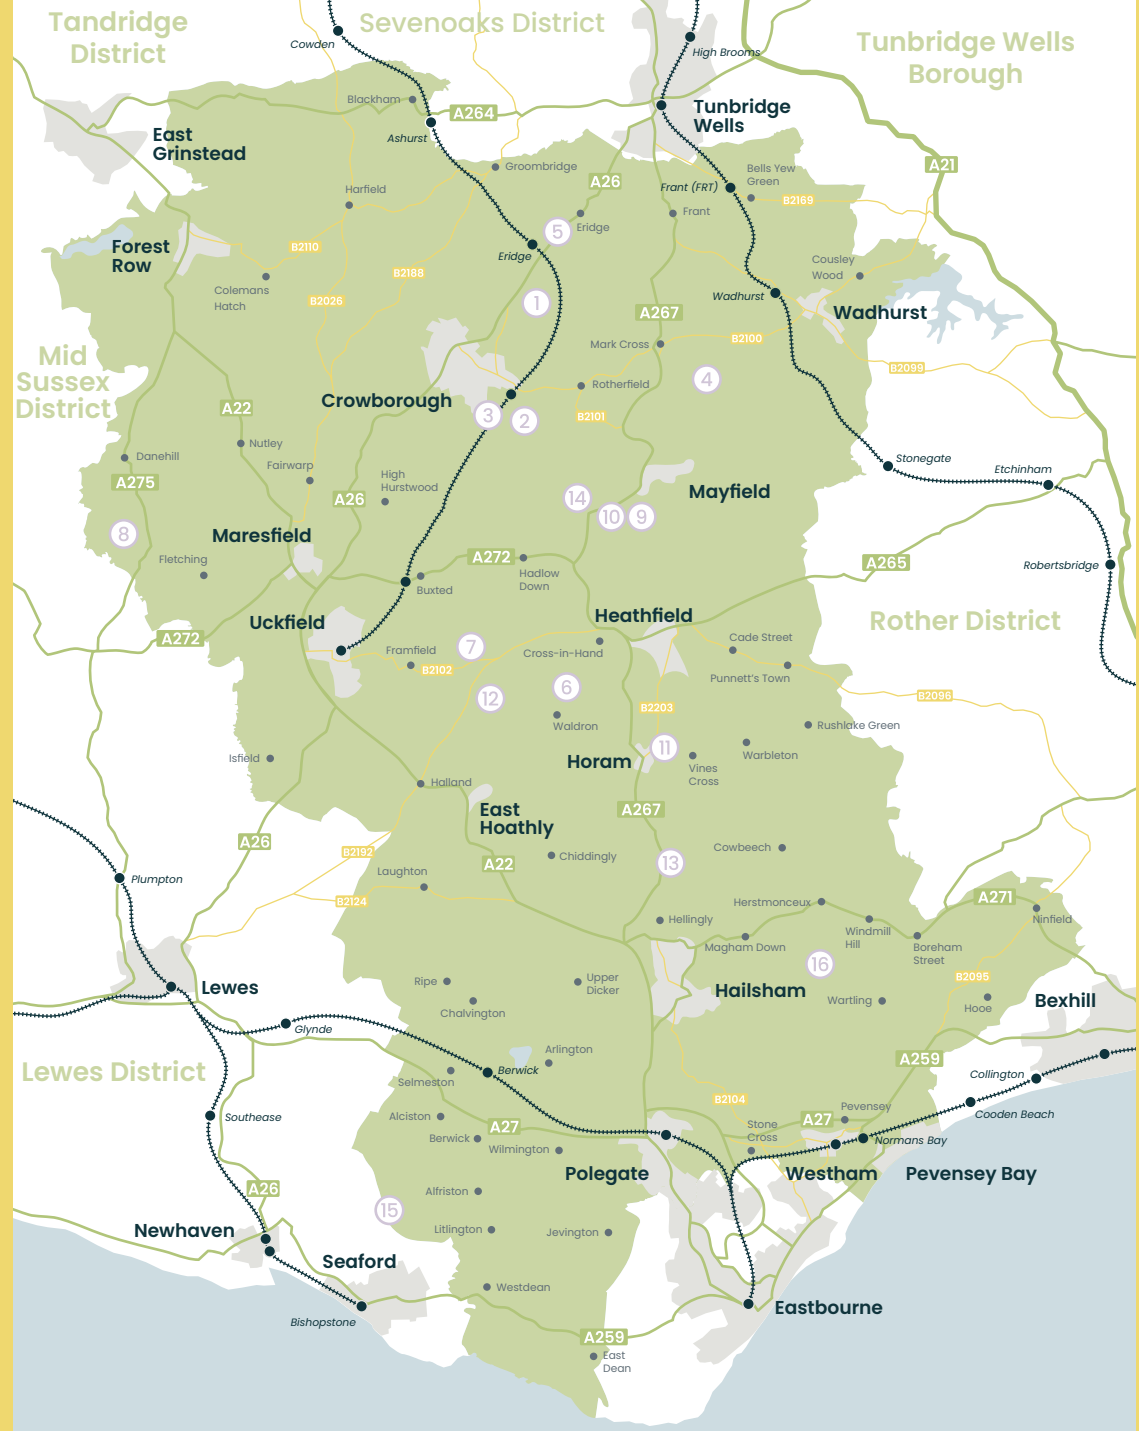 Tandridge
District
Sevenoaks District
Tunbridge Wells
Borough
Cowden
High Brooms
Blackham
A264
Tunbridge
Wells
East
Grinstead
Ashurst
A21
Groombridge
Bells Yew
Green
A26
Frant (FRT)
Harfield
B2169
Frant
5
Eridge
Forest
Row
B2110
Eridge
Cousley
Wood
B2188
Colemans
Hatch
B2026
1
Wadhurst
A267
Wadhurst
Mid
Sussex
District
Mark Cross
B2100
B2099
4
Rotherfield
Crowborough
A22
3
2
B2101
Nutley
Danehill
Fairwarp
Stonegate
Etchinham
A275
High
Hurstwood
A26
14
Mayfield
10
9
8
Maresfield
Fletching
A272
Hadlow
Down
A265
Robertsbridge
Buxted
Uckfield
Heathfield
Rother District
A272
Framfield
7
Cross-in-Hand
Cade Street
B2102
Punnett's Town
6
12
B2203
B2096
Waldron
Rushlake Green
11
Isfield
Horam
Vines
Cross
Warbleton
Halland
East
Hoathly
A267
A26
B2192
Chiddingly
Cowbeech
A22
13
Laughton
Plumpton
B2124
Herstmonceux
A271
Hellingly
Windmill
Hill
Ninfield
Magham Down
Boreham
Street
16
Ripe
Upper
Dicker
B2095
Lewes
Hailsham
Wartling
Hooe
Bexhill
Chalvington
Glynde
Arlington
A259
Lewes District
Selmeston
Berwick
Collington
B2104
Southease
Alciston
A27
Stone
Cross
A27
Pevensey
Cooden Beach
Berwick
Wilmington
Normans Bay
Polegate
Westham
Pevensey Bay
A26
Alfriston
15
Newhaven
Litlington
Jevington
Seaford
Westdean
Eastbourne
Bishopstone
A259
East
Dean